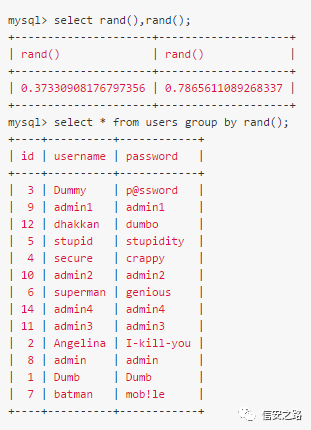 mysql> select rand(),rand();
+---------------------+--------------------+
| rand() | rand() |
+---------------------+--------------------+
| 0.37330908176797356 | 0.7865611089268337 |
+---------------------+--------------------+
mysql> select * from users group by rand();
+----+----------+------------+
| id | username | password |
+----+----------+------------+
| 3 | Dummy | p@ssword |
| 9 | admin1 | admin1 |
| 12 | dhakkan | dumbo |
| 5 | stupid | stupidity |
| 4 | secure | crappy |
| 10 | admin2 | admin2 |
| 6 | superman | genious |
| 14 | admin4 | admin4 |
| 11 | admin3 | admin3 |
| 2 | Angelina | I-kill-you |
| 8 | admin | admin |
| 1 | Dumb | Dumb |
| 7 | batman | mob!le |
+----+----------+------------+
信安之路